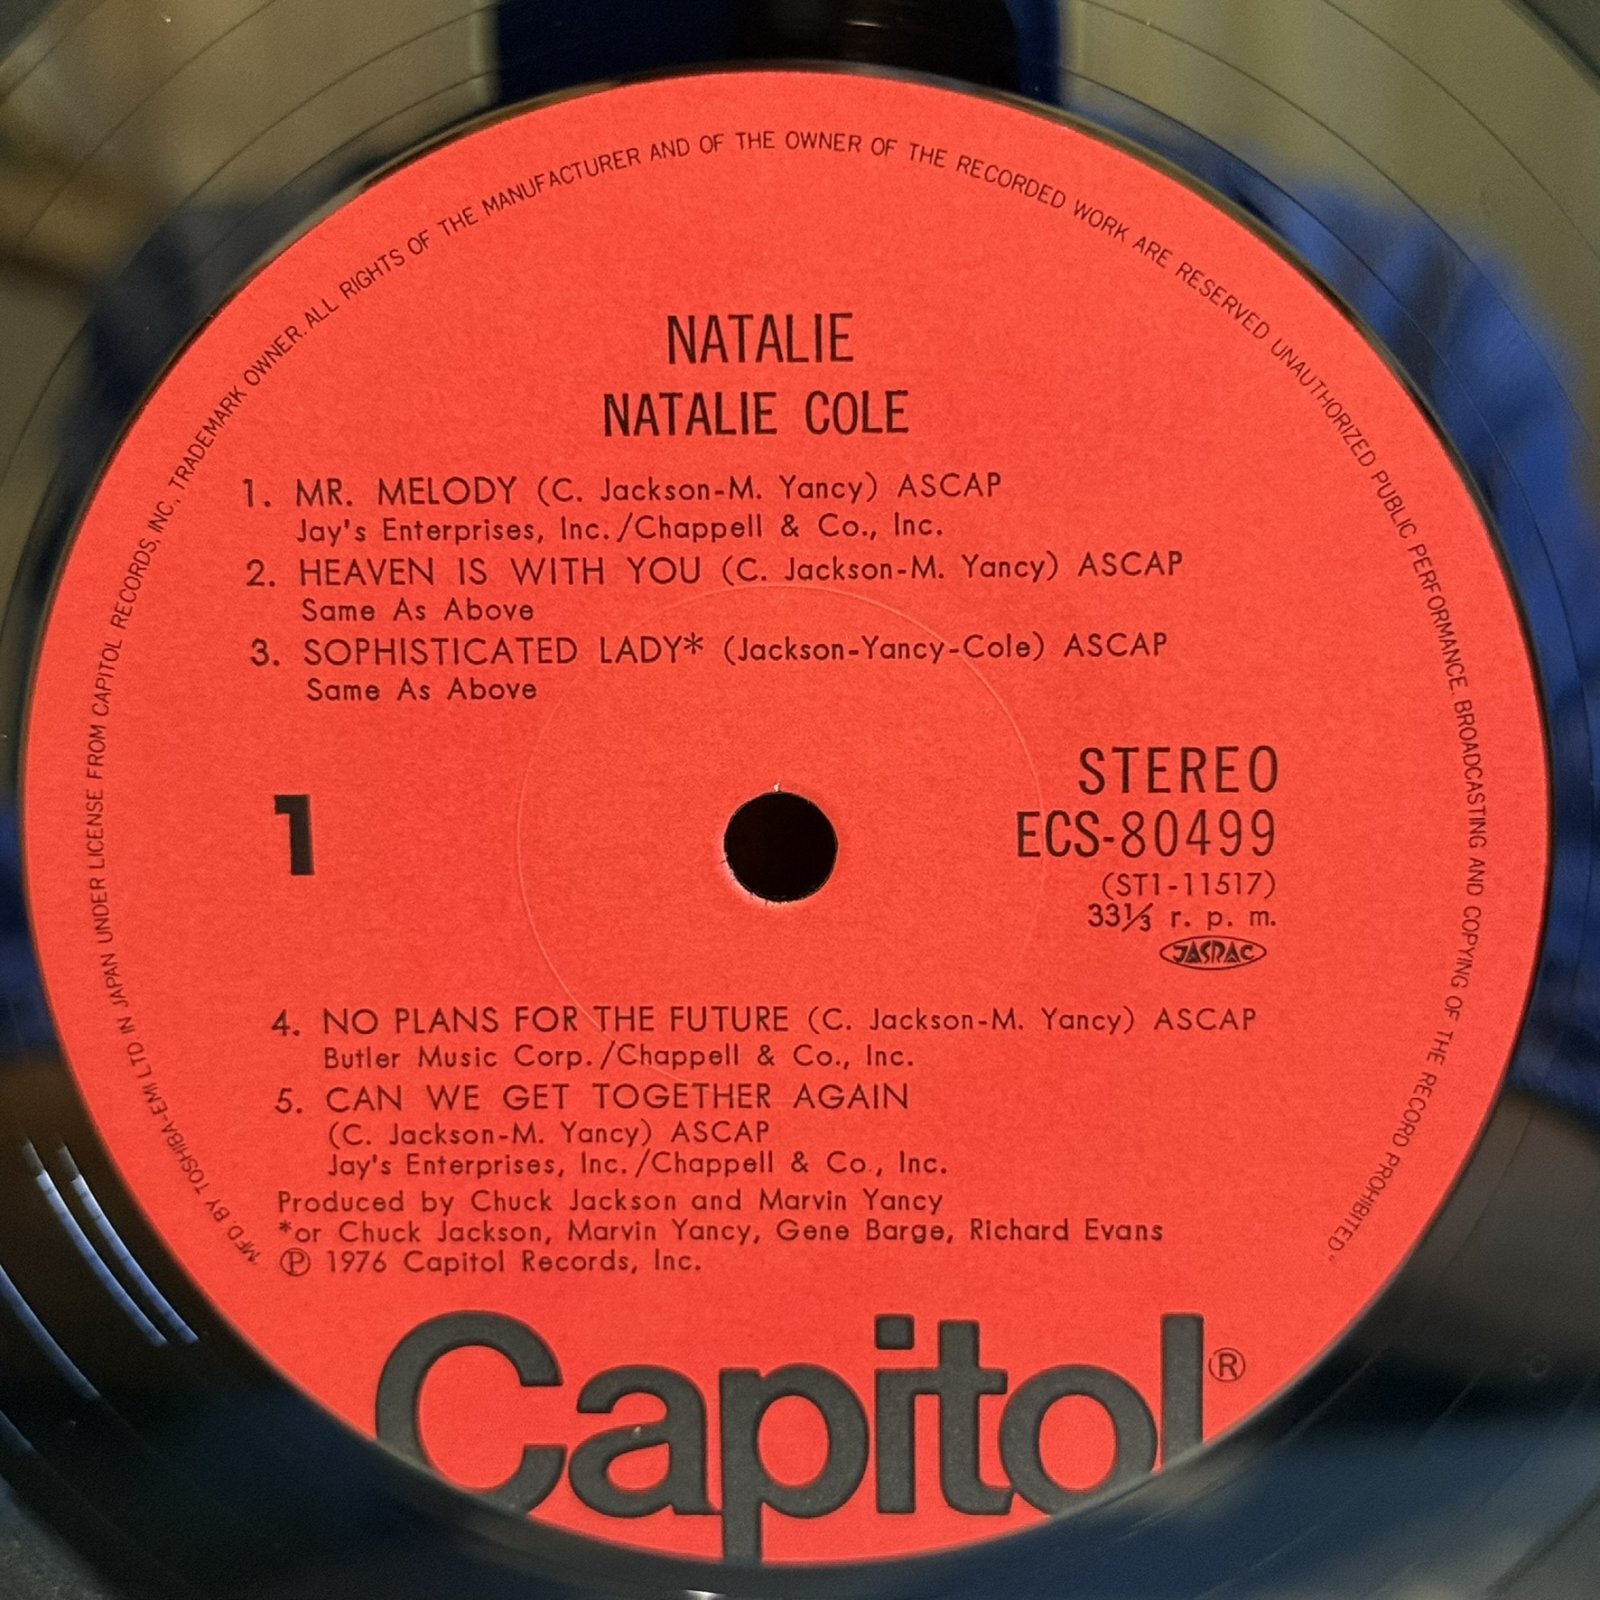 "MFD. BY TOSHIBA-EMI LTD IN JAPAN UNDER LICENSE FROM CAPITOL RECORDS, INC., TRADEMARK OWNER. ALL RIGHTS OF THE MANUFACTURER AND OF THE OWNER OF THE RECORDED WORK ARE RESERVED UNAUTHORIZED PUBLIC PERFORMANCE. BROADCASTING AND COPYING OF THE RECORD PROHIBITED."
NATALIE
NATALIE COLE
1. MR. MELODY (C. Jackson-M. Yancy) ASCAP
Jay's Enterprises, Inc./Chappell & Co., Inc.
2. HEAVEN IS WITH YOU (C. Jackson-M. Yancy) ASCAP
Same As Above
3. SOPHISTICATED LADY* (Jackson-Yancy-Cole) ASCAP
Same As Above
1
STEREO
ECS-80499
(ST1-11517)
33⅓ r. p. m.
JASRAC
4. NO PLANS FOR THE FUTURE (C. Jackson-M. Yancy) ASCAP
Butler Music Corp./Chappell & Co., Inc.
5. CAN WE GET TOGETHER AGAIN
(C. Jackson-M. Yancy) ASCAP
Jay's Enterprises, Inc./Chappell & Co., Inc.
Produced by Chuck Jackson and Marvin Yancy
*or Chuck Jackson, Marvin Yancy, Gene Barge, Richard Evans
℗ 1976 Capitol Records, Inc.
Capitol®